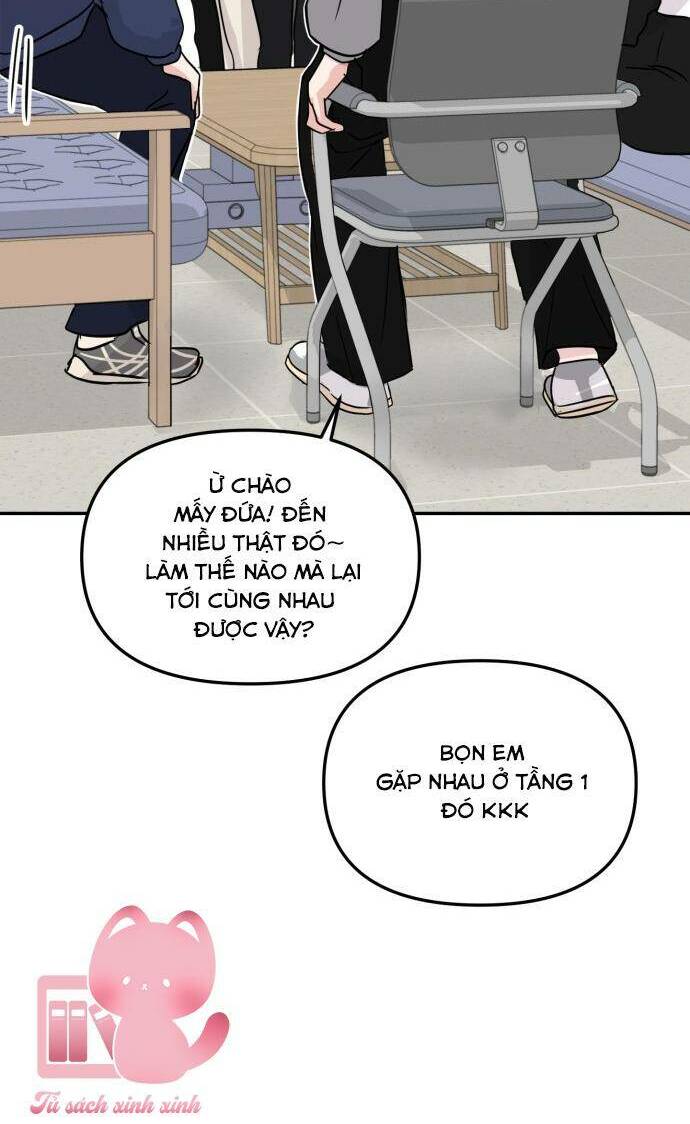 Ừ CHÀO
MẤY ĐỨA! ĐẾN
NHIỀU THẬT ĐÓ~
LÀM THẾ NÀO MÀ LẠI
TỚI CÙNG NHAU
ĐƯỢC VẬY?
BỌN EM
GẶP NHAU Ở TẦNG 1
ĐÓ KKK
Tủ sách xinh xinh